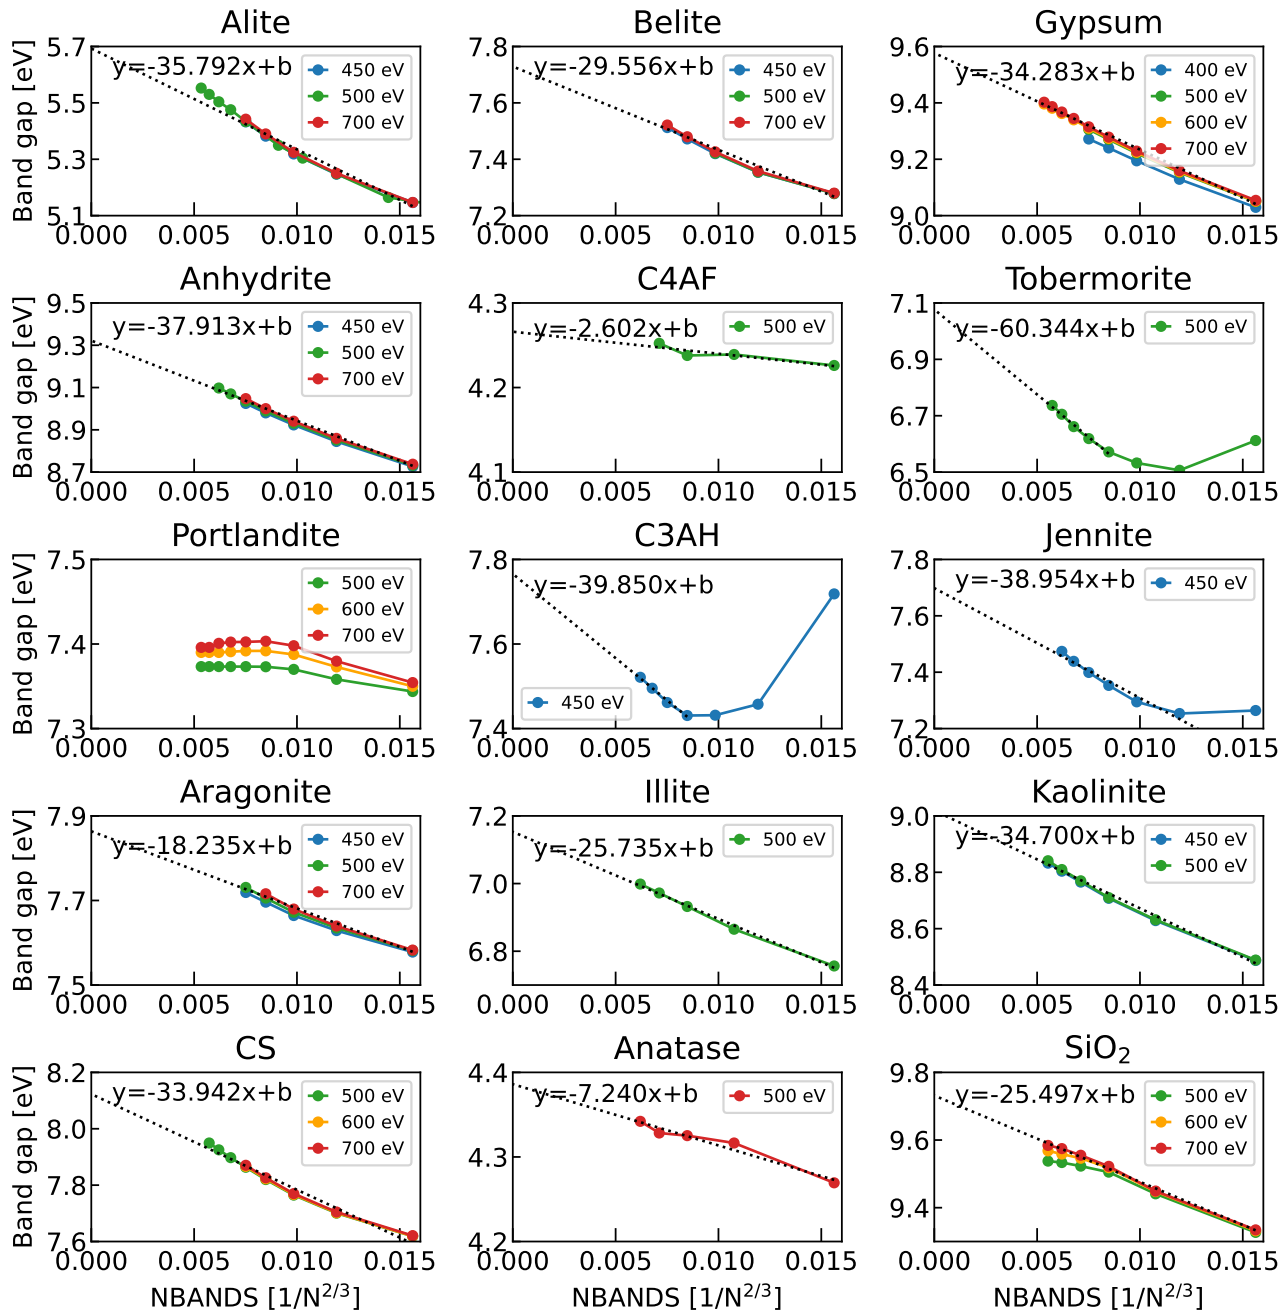 Alite
Belite
Gypsum
Band gap [eV]
5.7
5.5
5.3
5.1
y=-35.792x+b
450 eV
500 eV
700 eV
0.000 0.005 0.010 0.015
7.8
7.6
7.4
7.2
y=-29.556x+b
450 eV
500 eV
700 eV
0.000 0.005 0.010 0.015
9.6
9.4
9.2
9.0
y=-34.283x+b
400 eV
500 eV
600 eV
700 eV
0.000 0.005 0.010 0.015
Anhydrite
C4AF
Tobermorite
Band gap [eV]
9.5
9.3
9.1
8.9
8.7
y=-37.913x+b
450 eV
500 eV
700 eV
0.000 0.005 0.010 0.015
4.3
4.2
4.1
y=-2.602x+b
500 eV
0.000 0.005 0.010 0.015
7.1
6.9
6.7
6.5
y=-60.344x+b
500 eV
0.000 0.005 0.010 0.015
Portlandite
C3AH
Jennite
Band gap [eV]
7.5
7.4
7.3
500 eV
600 eV
700 eV
0.000 0.005 0.010 0.015
7.8
7.6
7.4
y=-39.850x+b
450 eV
0.000 0.005 0.010 0.015
7.8
7.6
7.4
7.2
y=-38.954x+b
450 eV
0.000 0.005 0.010 0.015
Aragonite
Illite
Kaolinite
Band gap [eV]
7.9
7.7
7.5
y=-18.235x+b
450 eV
500 eV
700 eV
0.000 0.005 0.010 0.015
7.2
7.0
6.8
y=-25.735x+b
500 eV
0.000 0.005 0.010 0.015
9.0
8.8
8.6
8.4
y=-34.700x+b
450 eV
500 eV
0.000 0.005 0.010 0.015
CS
Anatase
SiO₂
Band gap [eV]
8.2
8.0
7.8
7.6
y=-33.942x+b
500 eV
600 eV
700 eV
0.000 0.005 0.010 0.015
NBANDS [1/N^2/3]
4.4
4.3
4.2
y=-7.240x+b
500 eV
0.000 0.005 0.010 0.015
NBANDS [1/N^2/3]
9.8
9.6
9.4
y=-25.497x+b
500 eV
600 eV
700 eV
0.000 0.005 0.010 0.015
NBANDS [1/N^2/3]